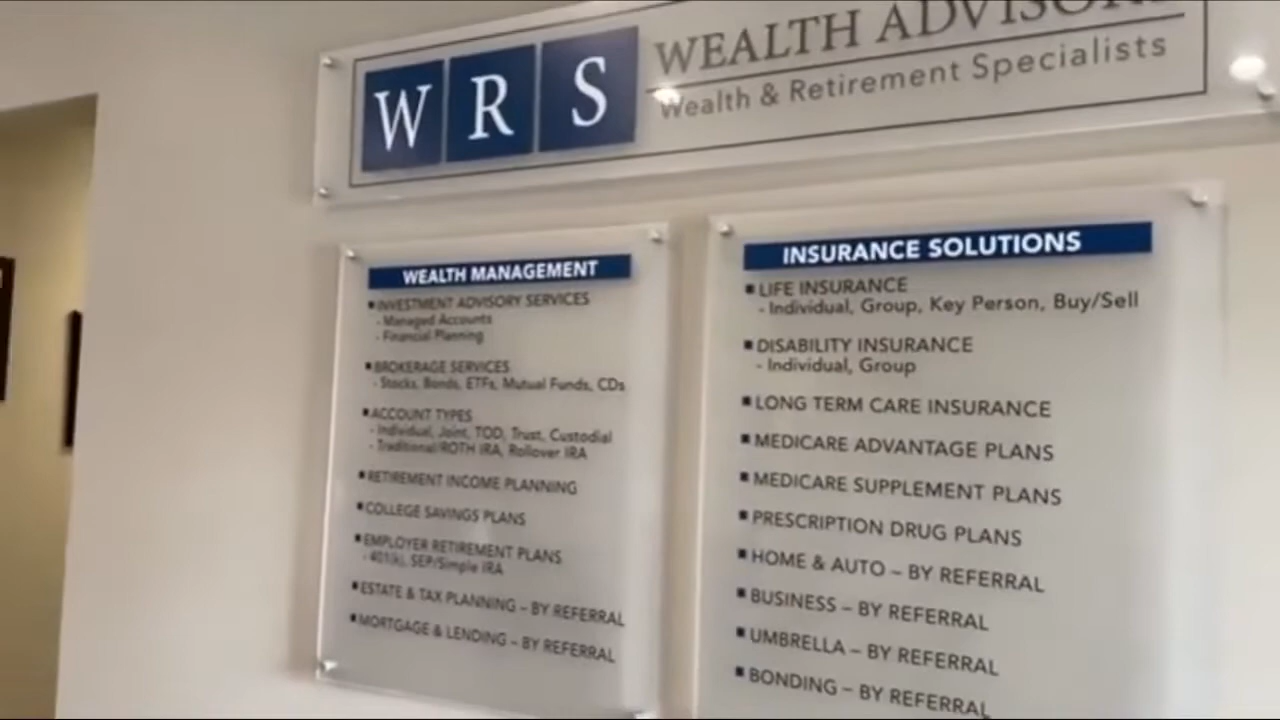 W R S
WEALTH ADVISORS
Wealth & Retirement Specialists
WEALTH MANAGEMENT
▪ INVESTMENT ADVISORY SERVICES
- Managed Accounts
- Financial Planning
▪ BROKERAGE SERVICES
- Stocks, Bonds, ETFs, Mutual Funds, CDs
▪ ACCOUNT TYPES
- Individual, Joint, TOD, Trust, Custodial
- Traditional/ROTH IRA, Rollover IRA
▪ RETIREMENT INCOME PLANNING
▪ COLLEGE SAVINGS PLANS
▪ EMPLOYER RETIREMENT PLANS
- 401(k), SEP/Simple IRA
▪ ESTATE & TAX PLANNING – BY REFERRAL
▪ MORTGAGE & LENDING – BY REFERRAL
INSURANCE SOLUTIONS
▪ LIFE INSURANCE
- Individual, Group, Key Person, Buy/Sell
▪ DISABILITY INSURANCE
- Individual, Group
▪ LONG TERM CARE INSURANCE
▪ MEDICARE ADVANTAGE PLANS
▪ MEDICARE SUPPLEMENT PLANS
▪ PRESCRIPTION DRUG PLANS
▪ HOME & AUTO – BY REFERRAL
▪ BUSINESS – BY REFERRAL
▪ UMBRELLA – BY REFERRAL
▪ BONDING – BY REFERRAL